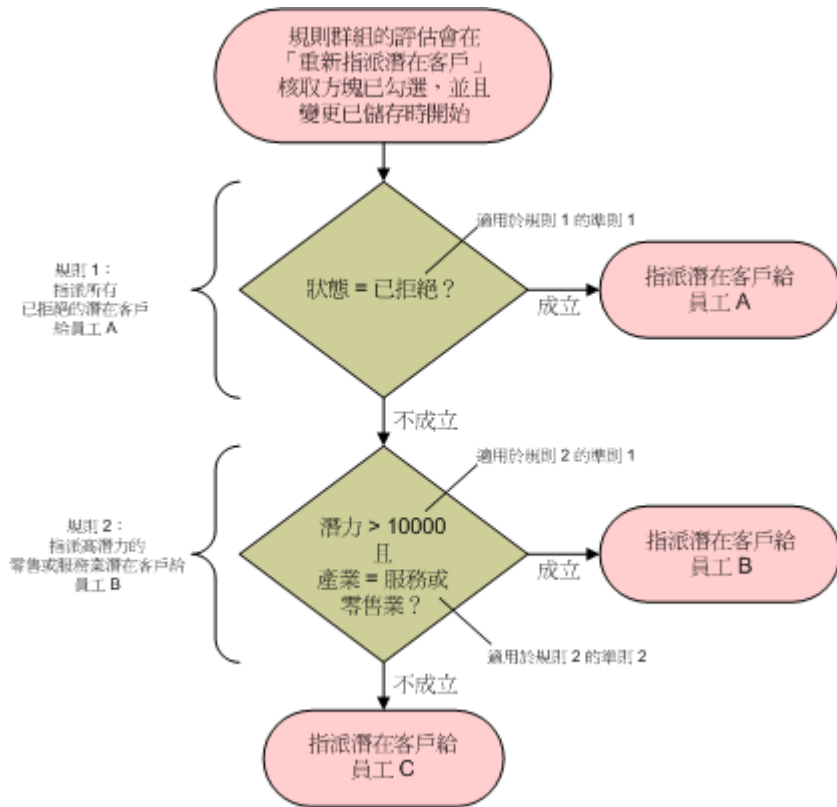 規則群組的評估會在
「重新指派潛在客戶」
核取方塊已勾選，並且
變更已儲存時開始
適用於規則 1 的準則 1
規則 1：
指派所有
已拒絕的潛在客戶
給員工 A
狀態 = 已拒絕？
成立
指派潛在客戶給
員工 A
不成立
適用於規則 2 的準則 1
規則 2：
指派高潛力的
零售或服務業潛在客戶給
員工 B
潛力 > 10000
且
產業 = 服務或
零售業？
成立
指派潛在客戶給
員工 B
適用於規則 2 的準則 2
不成立
指派潛在客戶給
員工 C